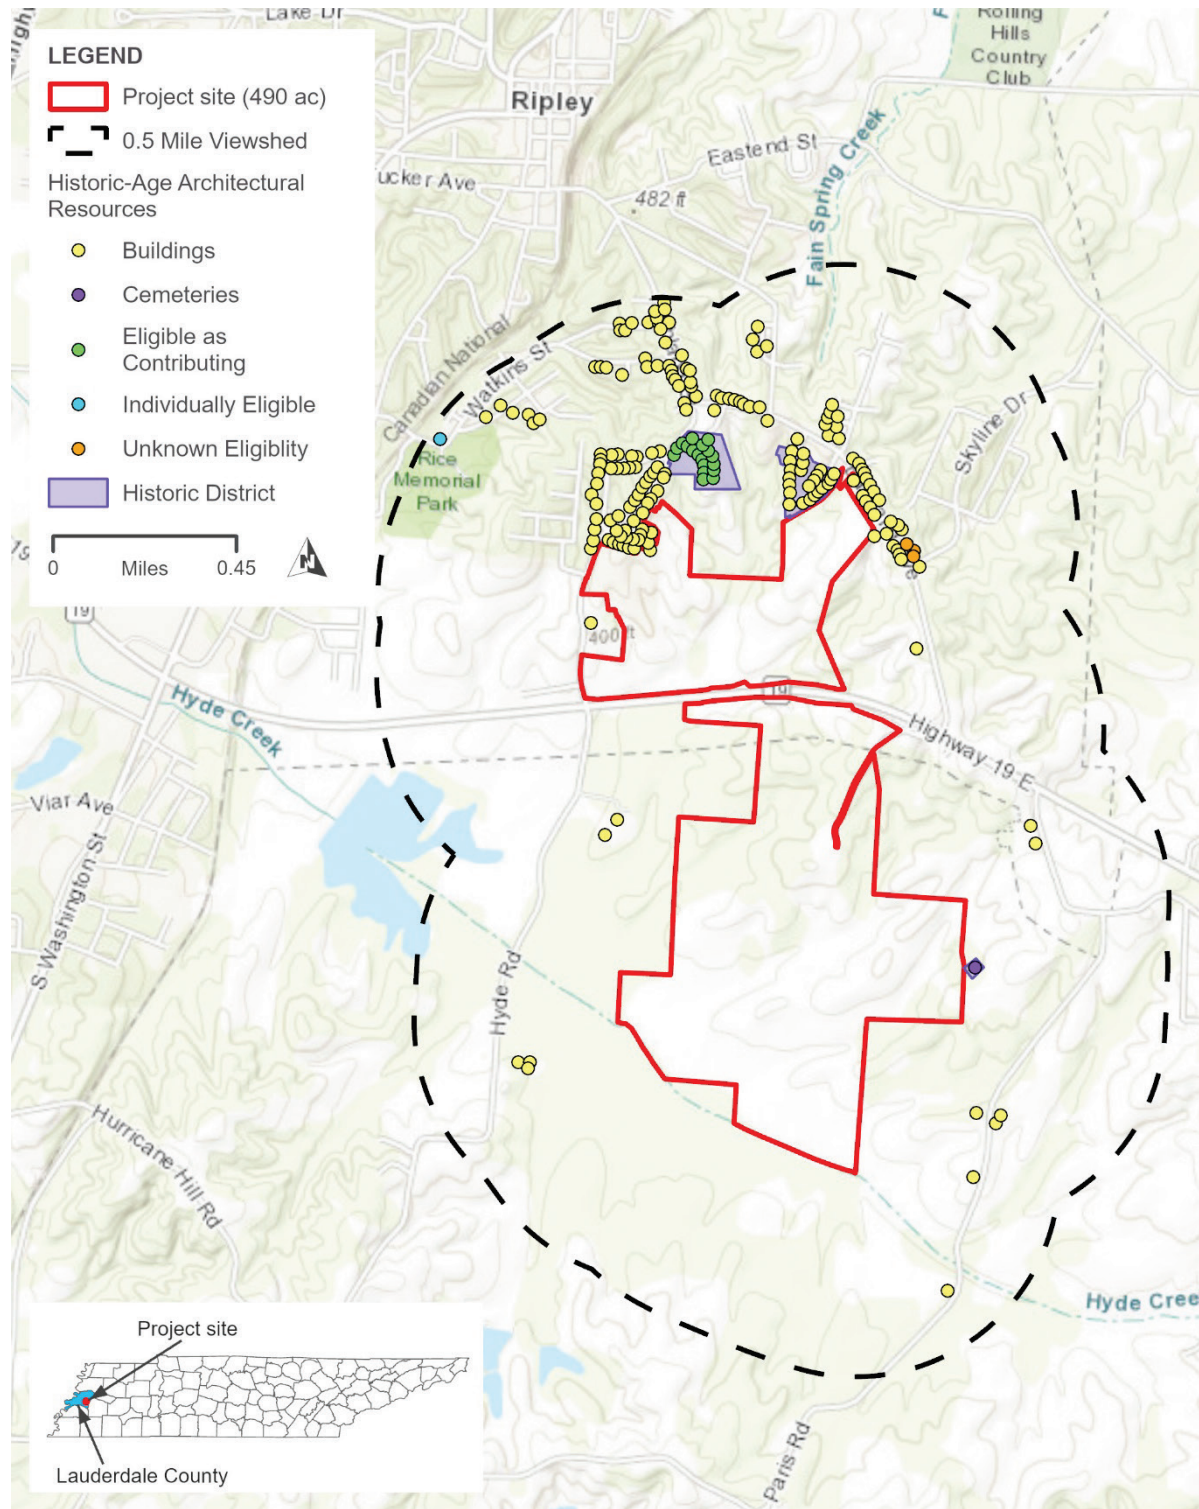 Lake Dr
Rolling
Hills
Country
Club
LEGEND
Project site (490 ac)
0.5 Mile Viewshed
Historic-Age Architectural
Resources
Buildings
Cemeteries
Eligible as
Contributing
Individually Eligible
Unknown Eligiblity
Historic District
0 Miles 0.45
N
Ripley
Eastend St
ucker Ave
482 ft
Fain Spring Creek
Canadian National
Watkins St
Skyline Dr
Rice
Memorial
Park
400 ft
19
19
Hyde Creek
Highway 19 E
Viar Ave
S Washington St
Hyde Rd
Hurricane Hill Rd
Hyde Cree
Paris Rd
Project site
Lauderdale County